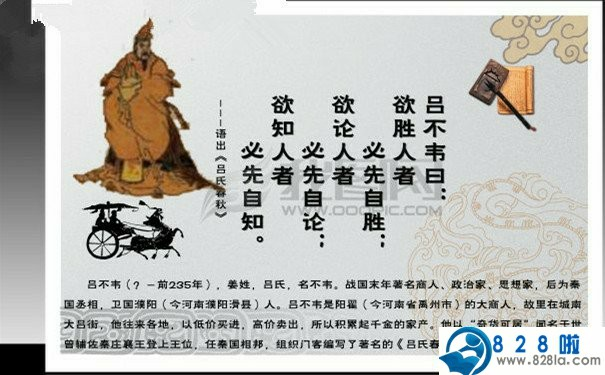 吕不韦曰：
欲胜人者
必先自胜：
欲论人者
必先自论：
欲知人者
必先自知。
———语出《吕氏春秋》
吕不韦（？－前235年），姜姓，吕氏，名不韦。战国末年著名商人、政治家、思想家，后为秦
国丞相，卫国濮阳（今河南濮阳滑县）人。吕不韦是阳翟（今河南省禹州市）的大商人，故里在城南
大吕街，他往来各地，以低价买进，高价卖出，所以积累起千金的家产。他以“奇货可居”闻名于世
曾辅佐秦庄襄王登上王位，任秦国相邦，组织门客编写了著名的《吕氏春
828啦
www.828la.com